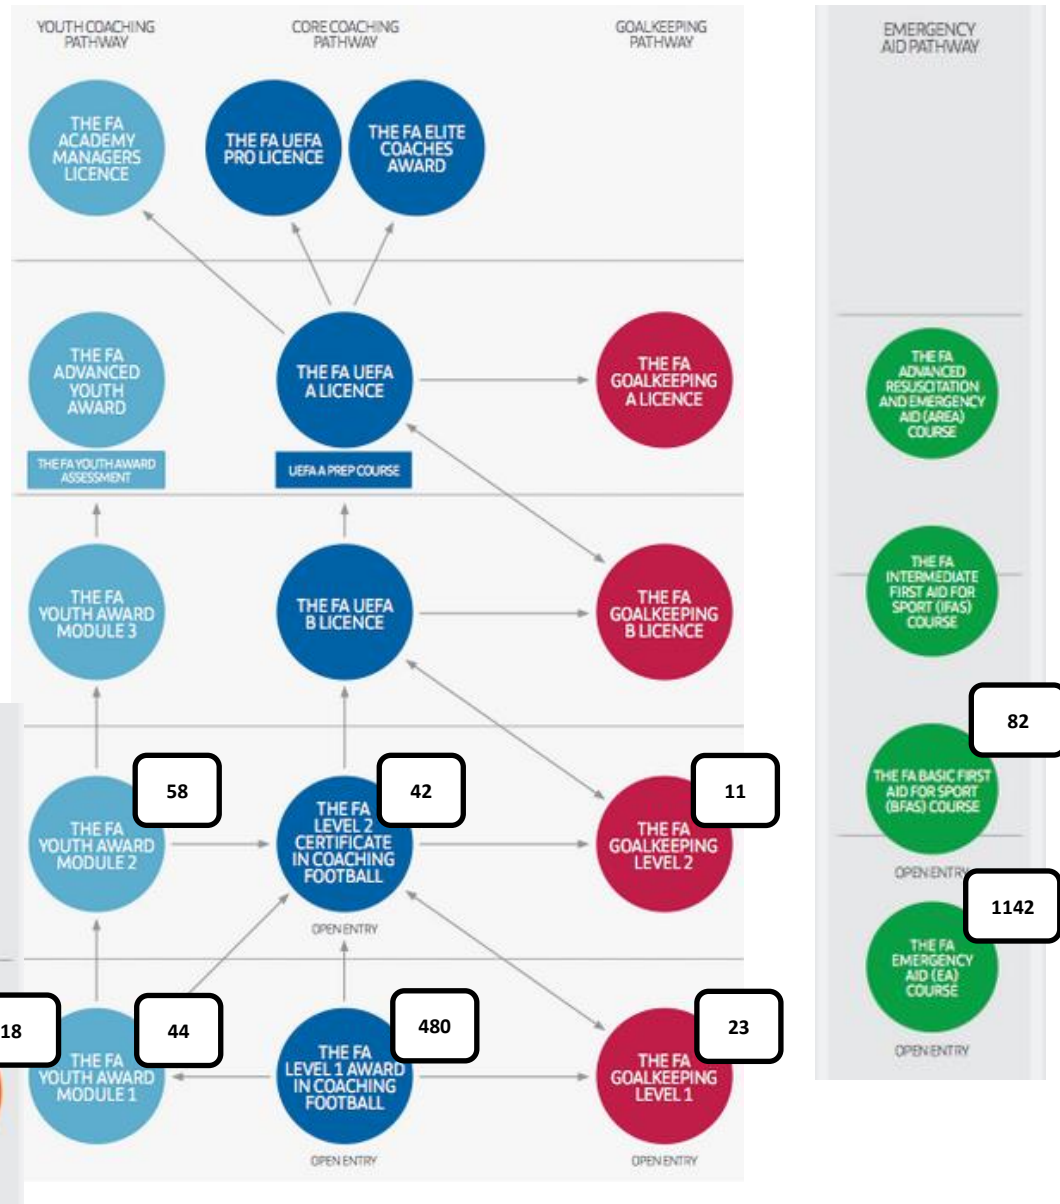 YOUTH COACHING
PATHWAY
CORE COACHING
PATHWAY
GOALKEEPING
PATHWAY
EMERGENCY
AID PATHWAY
THE FA
ACADEMY
MANAGERS
LICENCE
THE FA UEFA
PRO LICENCE
THE FA ELITE
COACHES
AWARD
THE FA
ADVANCED
YOUTH
AWARD
THE FA YOUTH AWARD
ASSESSMENT
THE FA UEFA
A LICENCE
UEFA A PREP COURSE
THE FA
GOALKEEPING
A LICENCE
THE FA
ADVANCED
RESUSCITATION
AND EMERGENCY
AID (AREA)
COURSE
THE FA
YOUTH AWARD
MODULE 3
THE FA UEFA
B LICENCE
THE FA
GOALKEEPING
B LICENCE
THE FA
INTERMEDIATE
FIRST AID FOR
SPORT (IFAS)
COURSE
58
THE FA
YOUTH AWARD
MODULE 2
42
THE FA
LEVEL 2
CERTIFICATE
IN COACHING
FOOTBALL
OPEN ENTRY
11
THE FA
GOALKEEPING
LEVEL 2
82
THE FA BASIC FIRST
AID FOR SPORT
(BFAS) COURSE
OPEN ENTRY
1142
THE FA
EMERGENCY
AID (EA)
COURSE
OPEN ENTRY
18
44
THE FA
YOUTH AWARD
MODULE 1
480
THE FA
LEVEL 1 AWARD
IN COACHING
FOOTBALL
OPEN ENTRY
23
THE FA
GOALKEEPING
LEVEL 1
OPEN ENTRY